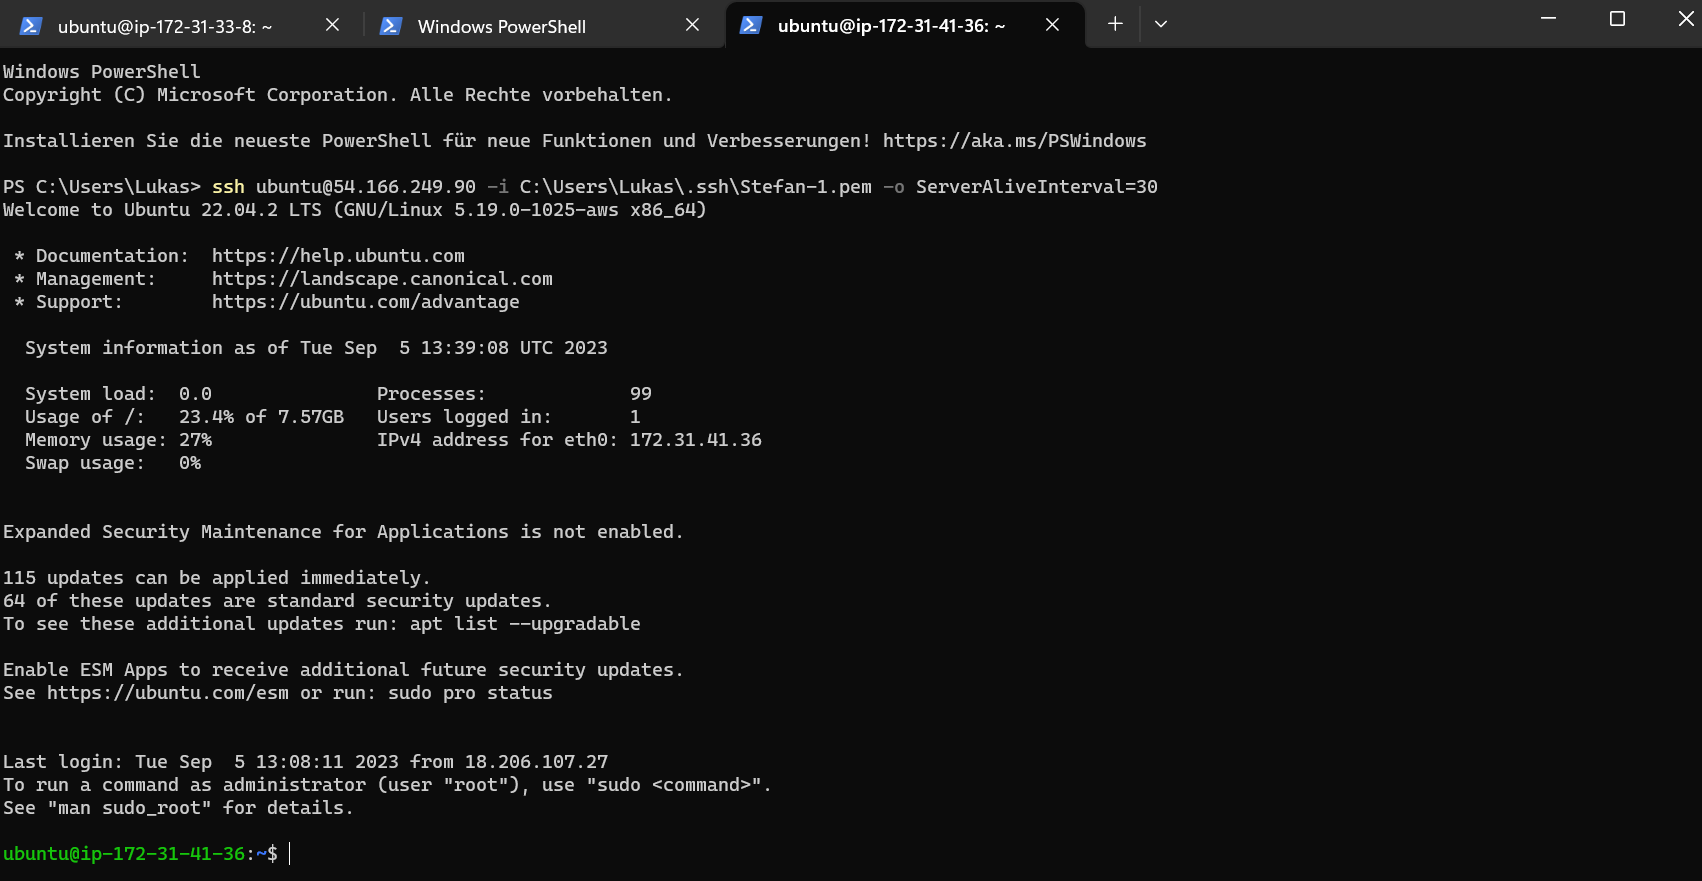 ubuntu@ip-172-31-33-8: ~
Windows PowerShell
ubuntu@ip-172-31-41-36: ~
Windows PowerShell
Copyright (C) Microsoft Corporation. Alle Rechte vorbehalten.
Installieren Sie die neueste PowerShell für neue Funktionen und Verbesserungen! https://aka.ms/PSWindows
PS C:\Users\Lukas> ssh ubuntu@54.166.249.90 -i C:\Users\Lukas\.ssh\Stefan-1.pem -o ServerAliveInterval=30
Welcome to Ubuntu 22.04.2 LTS (GNU/Linux 5.19.0-1025-aws x86_64)
* Documentation:  https://help.ubuntu.com
* Management:     https://landscape.canonical.com
* Support:        https://ubuntu.com/advantage
System information as of Tue Sep  5 13:39:08 UTC 2023
System load:  0.0               Processes:             99
Usage of /:   23.4% of 7.57GB   Users logged in:       1
Memory usage: 27%               IPv4 address for eth0: 172.31.41.36
Swap usage:   0%
Expanded Security Maintenance for Applications is not enabled.
115 updates can be applied immediately.
64 of these updates are standard security updates.
To see these additional updates run: apt list --upgradable
Enable ESM Apps to receive additional future security updates.
See https://ubuntu.com/esm or run: sudo pro status
Last login: Tue Sep  5 13:08:11 2023 from 18.206.107.27
To run a command as administrator (user "root"), use "sudo <command>".
See "man sudo_root" for details.
ubuntu@ip-172-31-41-36:~$